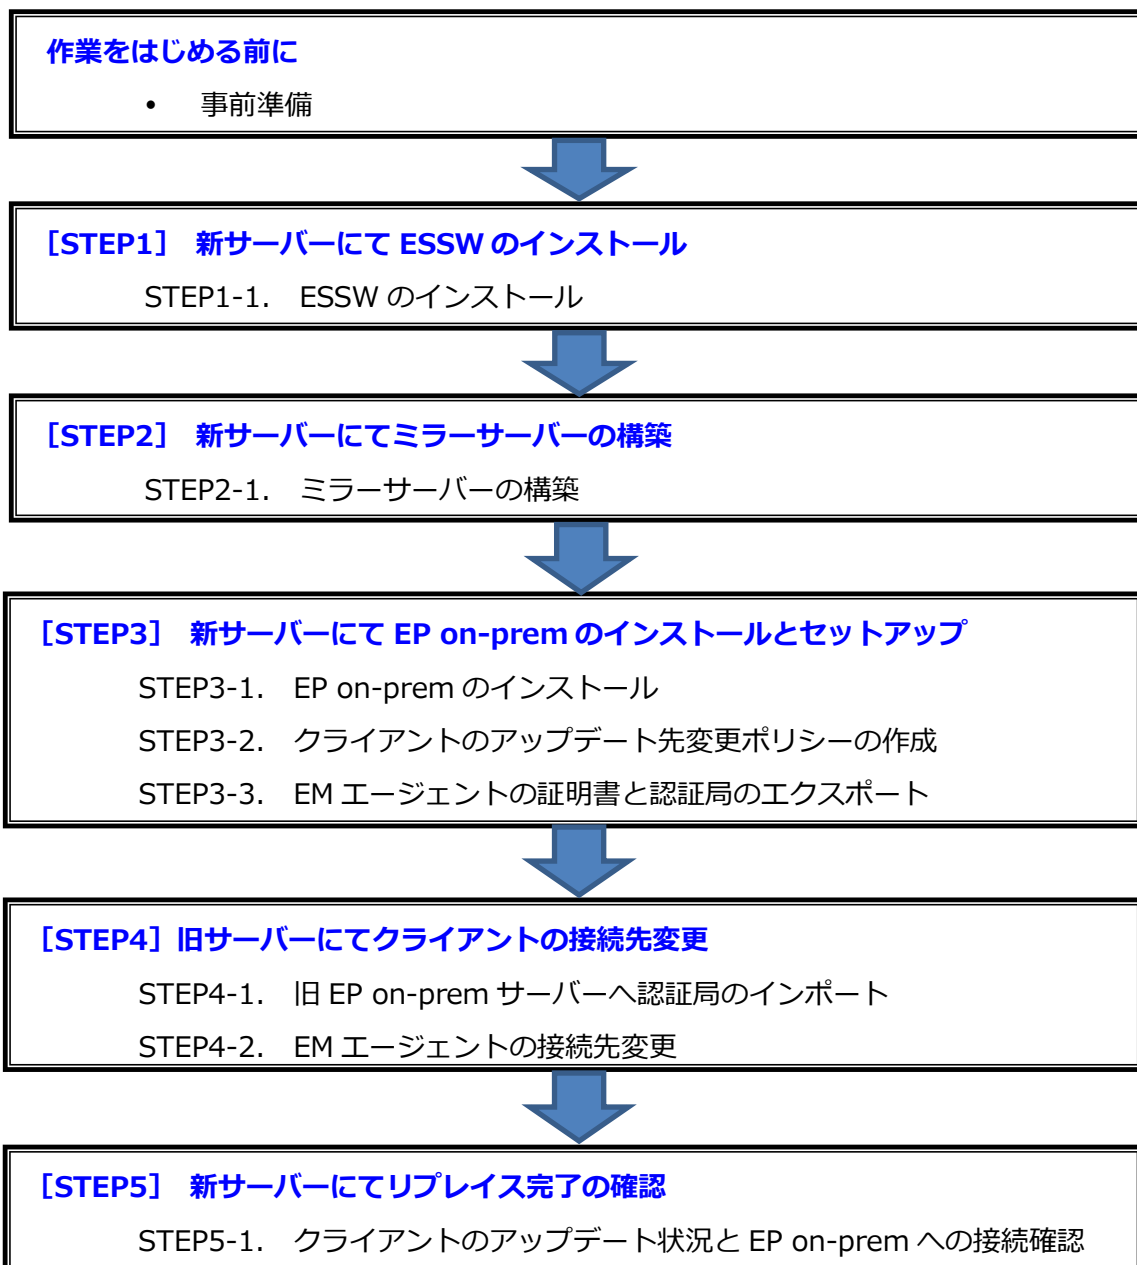 作業をはじめる前に
• 事前準備
［STEP1］ 新サーバーにて ESSW のインストール
STEP1-1. ESSW のインストール
［STEP2］ 新サーバーにてミラーサーバーの構築
STEP2-1. ミラーサーバーの構築
［STEP3］ 新サーバーにて EP on-prem のインストールとセットアップ
STEP3-1. EP on-prem のインストール
STEP3-2. クライアントのアップデート先変更ポリシーの作成
STEP3-3. EM エージェントの証明書と認証局のエクスポート
［STEP4］旧サーバーにてクライアントの接続先変更
STEP4-1. 旧 EP on-prem サーバーへ認証局のインポート
STEP4-2. EM エージェントの接続先変更
［STEP5］ 新サーバーにてリプレイス完了の確認
STEP5-1. クライアントのアップデート状況と EP on-prem への接続確認